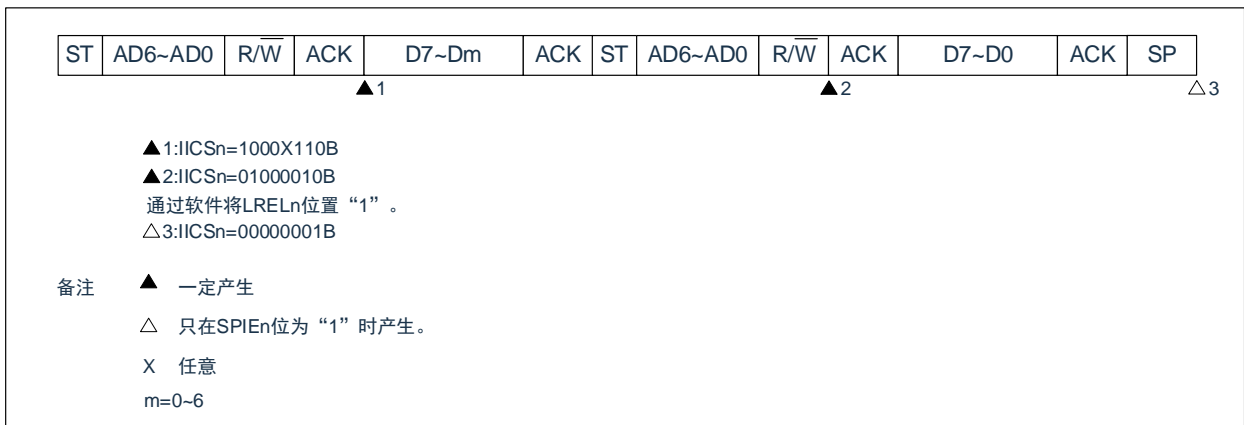 ST AD6~AD0 R/W ACK D7~Dm ACK ST AD6~AD0 R/W ACK D7~D0 ACK SP
▲1 ▲2 △3
▲1:IICSn=1000X110B
▲2:IICSn=01000010B
通过软件将LRELn位置“1”。
△3:IICSn=00000001B
备注 ▲ 一定产生
△ 只在SPIEn位为“1”时产生。
X 任意
m=0~6